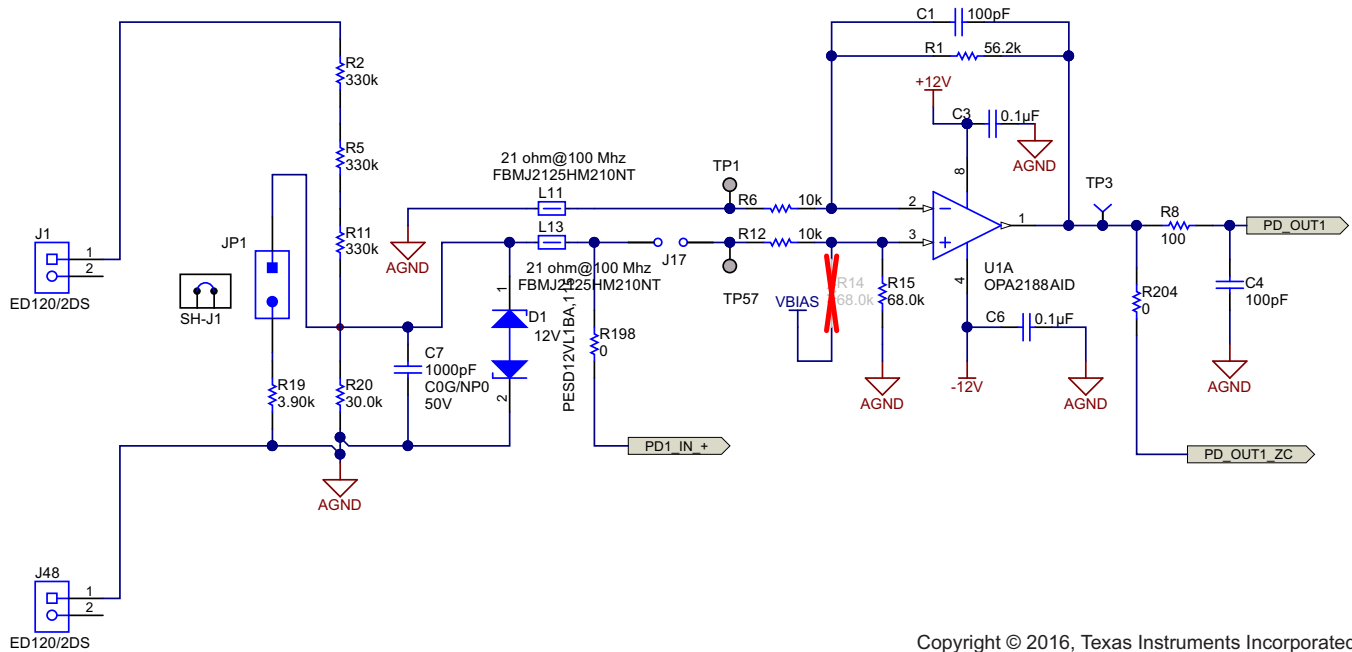 C1
100pF
R1
56.2k
R2
330k
+12V
C3
0.1µF
AGND
R5
330k
21 ohm@100 Mhz
FBMJ2125HM210NT
L11
TP1
R6
10k
8
2
TP3
1
R8
100
PD_OUT1
J1
1
2
ED120/2DS
JP1
R11
330k
AGND
L13
21 ohm@100 Mhz
FBMJ2125HM210NT
J17
R12
10k
3
TP57
VBIAS
R14
68.0k
R15
68.0k
4
U1A
OPA2188AID
R204
0
C4
100pF
SH-J1
1
D1
12V
2
PESD12VL1BA,115
R198
0
C6
0.1µF
C7
1000pF
C0G/NP0
50V
R19
3.90k
R20
30.0k
AGND
-12V
AGND
AGND
PD1_IN_+
PD_OUT1_ZC
AGND
J48
1
2
ED120/2DS
Copyright © 2016, Texas Instruments Incorporated